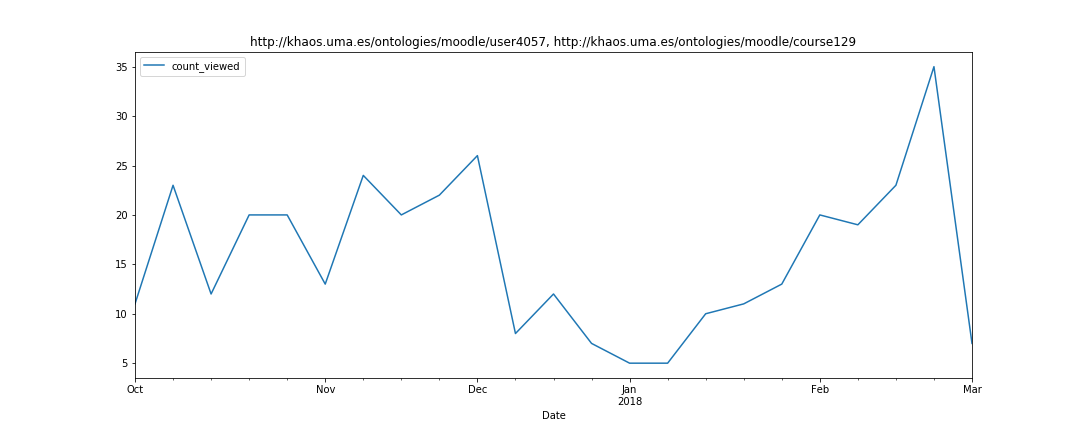 http://khaos.uma.es/ontologies/moodle/user4057, http://khaos.uma.es/ontologies/moodle/course129
count_viewed
35
30
25
20
15
10
5
Oct Nov Dec Jan Feb Mar
2018
Date